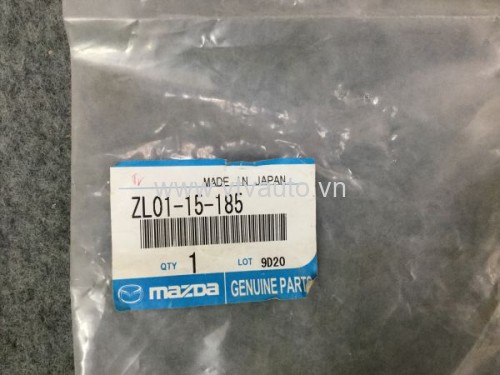 MADE IN JAPAN
ZL01-15-185
QTY 1 LOT 9D20
mazda GENUINE PARTS